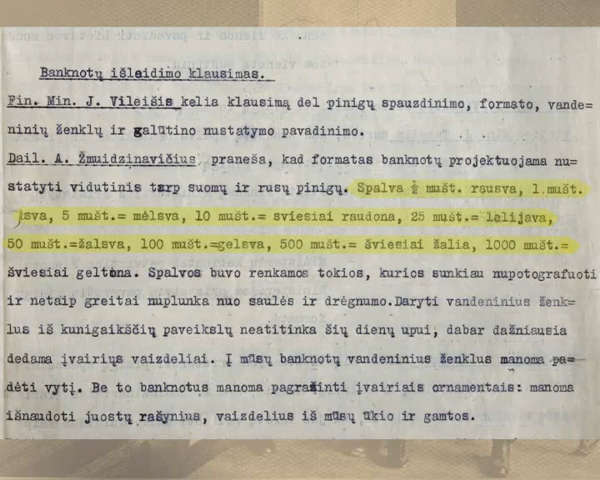 Banknotų išleidimo klausimas.
Fin. Min. J. Vileišis kelia klausimą del pinigų spauzdinimo, formato, vande=
ninių ženklų ir galūtino nustatymo pavadinimo.
Dail. A. Žmuidzinavičius praneša, kad formatas banknotų projektuojama nu=
statyti vidutinis tarp suomų ir rusų pinigų. Spalva ½ mušt. rausva, 1.mušt.
lsva, 5 mušt.= mėlsva, 10 mušt.= sviesiai raudona, 25 mušt.= lelijava,
50 mušt.=žalsva, 100 mušt.=gelsva, 500 mušt.= šviesiai žalia, 1000 mušt.=
šviesiai geltona. Spalvos buvo renkamos tokios, kurios sunkiau nupotografuoti
ir netaip greitai nuplunka nuo saulės ir drėgnumo.Daryti vandeninius ženk=
lus iš kunigaikščių paveikslų neatitinka šių dienų upui, dabar dažniausia
dedama įvairius vaizdeliai. Į mūsų banknotų vandeninius ženklus manoma pa=
dėti vytį. Be to banknotus manoma pagražinti įvairiais ornamentais: manoma
išnaudoti juostų rašynius, vaizdelius iš mūsų ūkio ir gamtos.